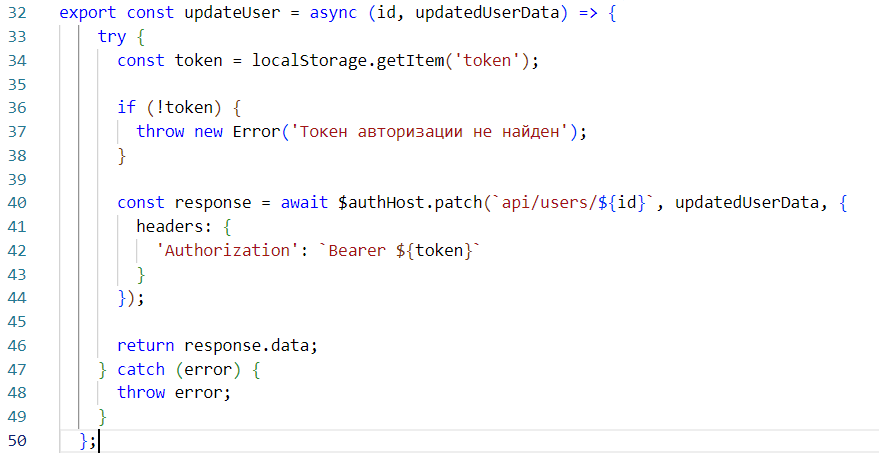 32 export const updateUser = async (id, updatedUserData) => {
33 try {
34 const token = localStorage.getItem('token');
35
36 if (!token) {
37 throw new Error('Токен авторизации не найден');
38 }
39
40 const response = await $authHost.patch(`api/users/${id}`, updatedUserData, {
41 headers: {
42 'Authorization': `Bearer ${token}`
43 }
44 });
45
46 return response.data;
47 } catch (error) {
48 throw error;
49 }
50 };